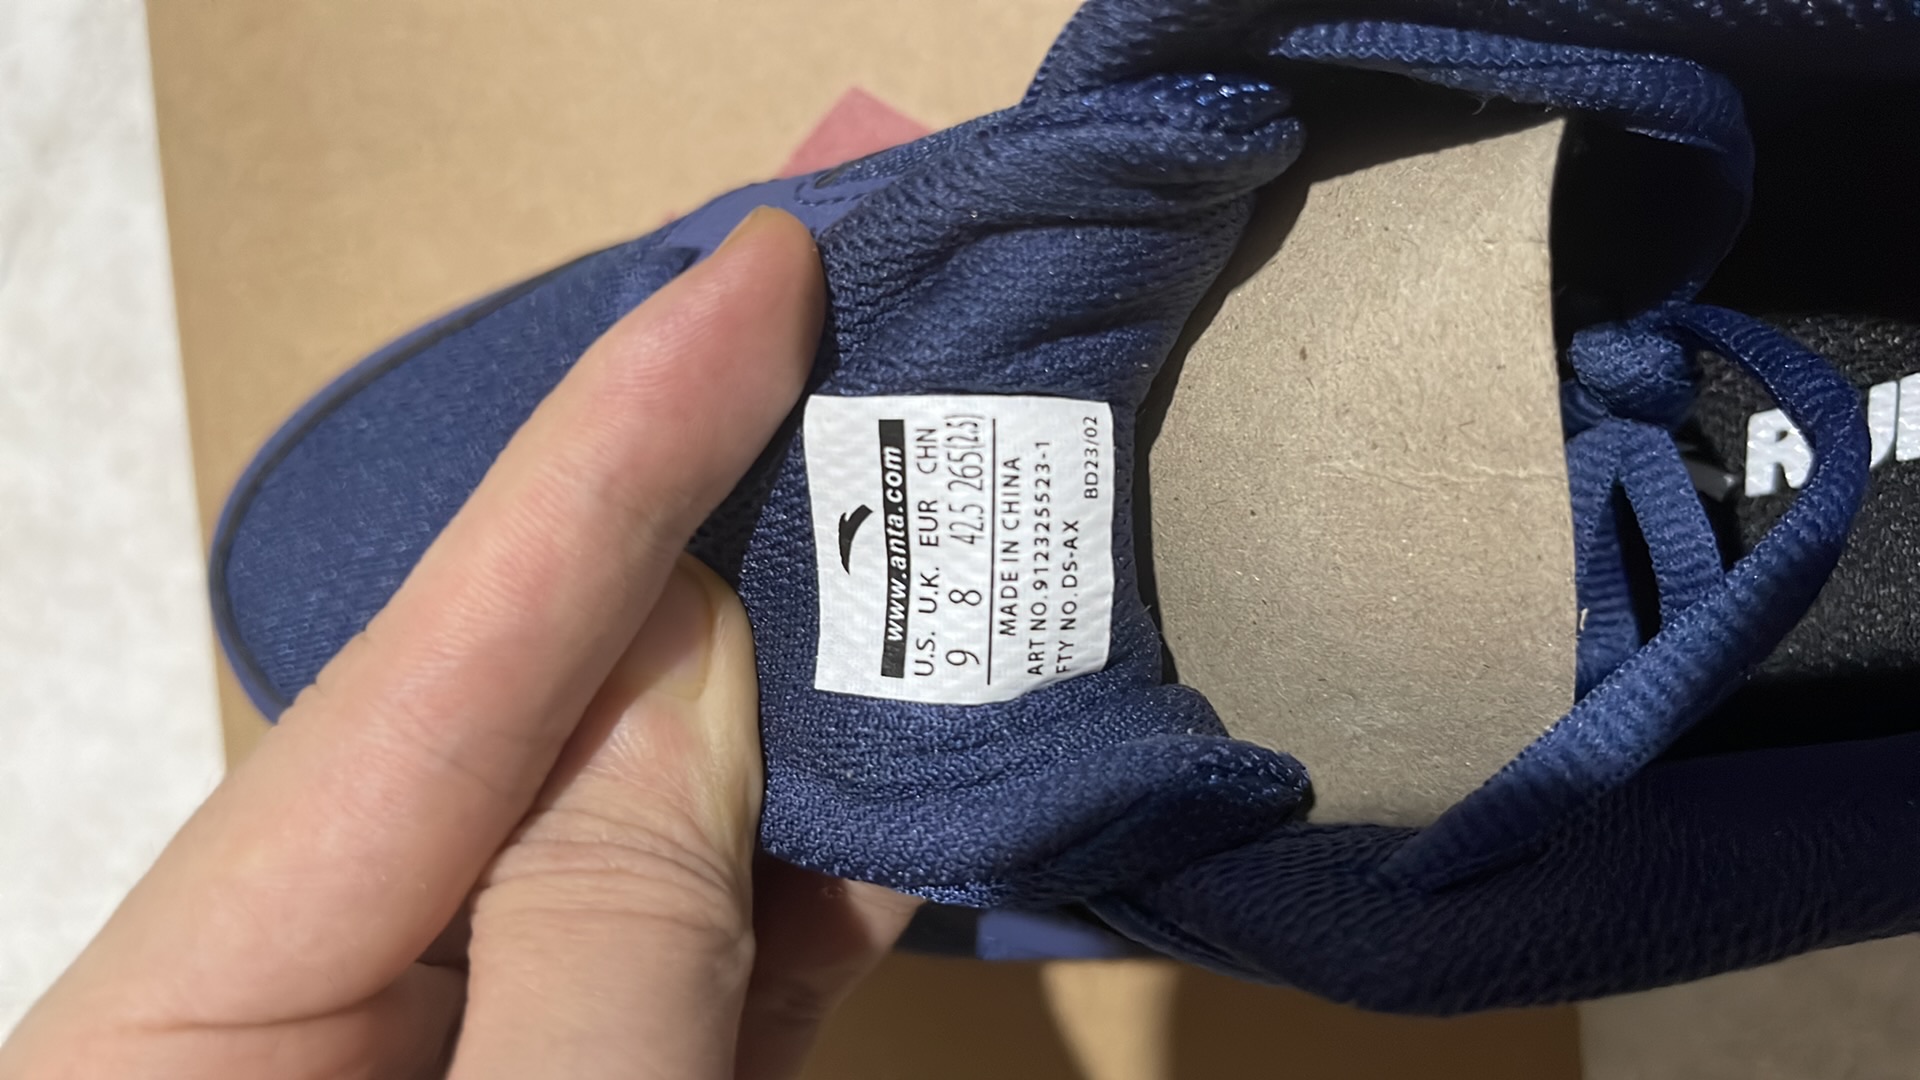 www.anta.com
U.S. U.K. EUR CHN
9 8 42.5 265(2.5)
MADE IN CHINA
ART NO.912325523-1
FTY NO.DS-AX BD23/02